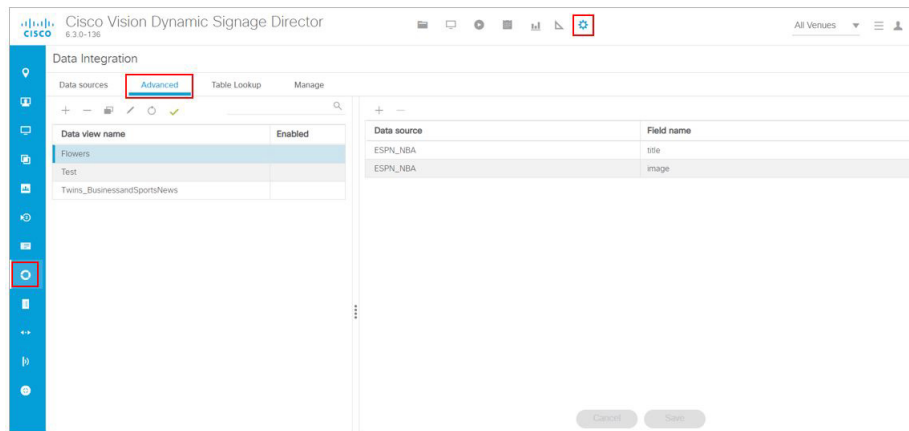 CISCO
Cisco Vision Dynamic Signage Director
6.3.0-136
All Venues
Data Integration
Data sources
Advanced
Table Lookup
Manage
Data view name
Enabled
Data source
Field name
Flowers
ESPN_NBA
title
Test
ESPN_NBA
image
Twins_BusinessandSportsNews
Cancel
Save